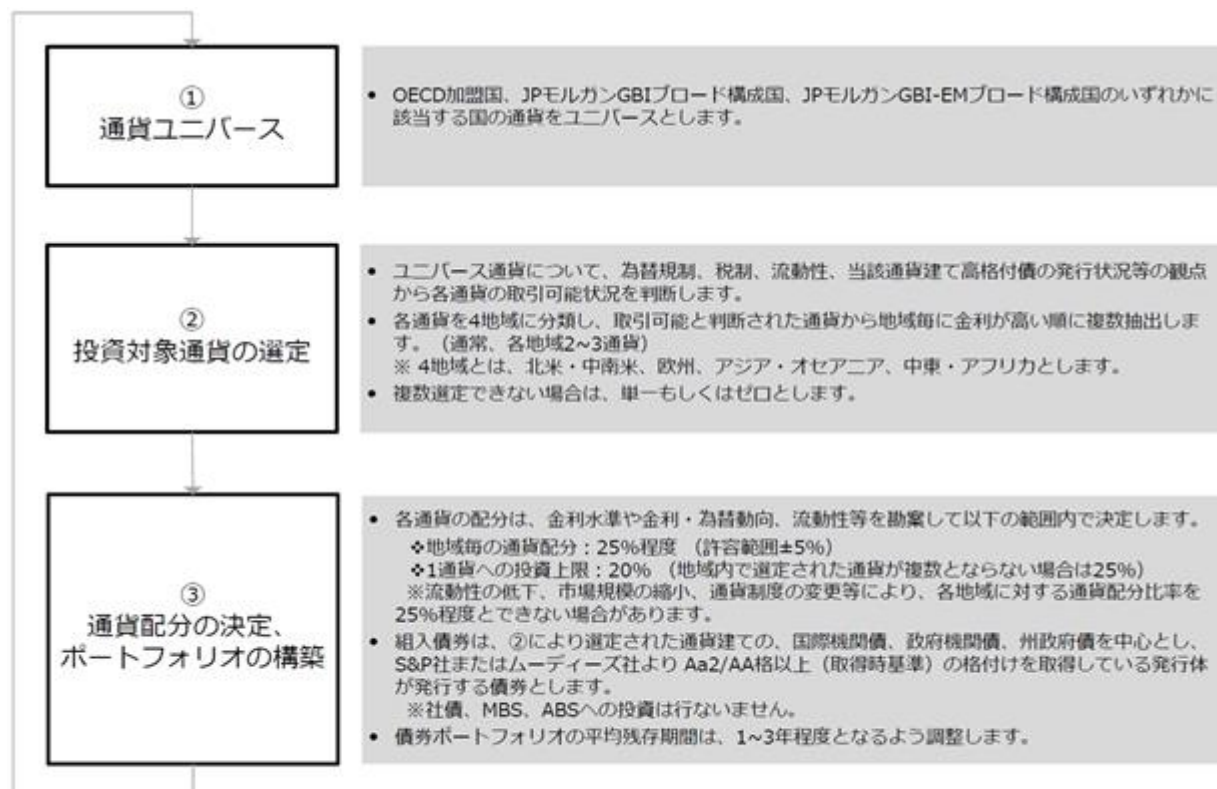 ①
通貨ユニバース
• OECD加盟国、JPモルガンGBIブロード構成国、JPモルガンGBI-EMブロード構成国のいずれかに
該当する国の通貨をユニバースとします。
②
投資対象通貨の選定
• ユニバース通貨について、為替規制、税制、流動性、当該通貨建て高格付債の発行状況等の観点
から各通貨の取引可能状況を判断します。
• 各通貨を4地域に分類し、取引可能と判断された通貨から地域毎に金利が高い順に複数抽出しま
す。（通常、各地域2~3通貨）
※ 4地域とは、北米・中南米、欧州、アジア・オセアニア、中東・アフリカとします。
• 複数選定できない場合は、単一もしくはゼロとします。
③
通貨配分の決定、
ポートフォリオの構築
• 各通貨の配分は、金利水準や金利・為替動向、流動性等を勘案して以下の範囲内で決定します。
❖地域毎の通貨配分：25%程度 （許容範囲±5%）
❖1通貨への投資上限：20% （地域内で選定された通貨が複数とならない場合は25%）
※流動性の低下、市場規模の縮小、通貨制度の変更等により、各地域に対する通貨配分比率を
25%程度とできない場合があります。
• 組入債券は、②により選定された通貨建ての、国際機関債、政府機関債、州政府債を中心とし、
S&P社またはムーディーズ社より Aa2/AA格以上（取得時基準）の格付けを取得している発行体
が発行する債券とします。
※社債、MBS、ABSへの投資は行ないません。
• 債券ポートフォリオの平均残存期間は、1~3年程度となるよう調整します。